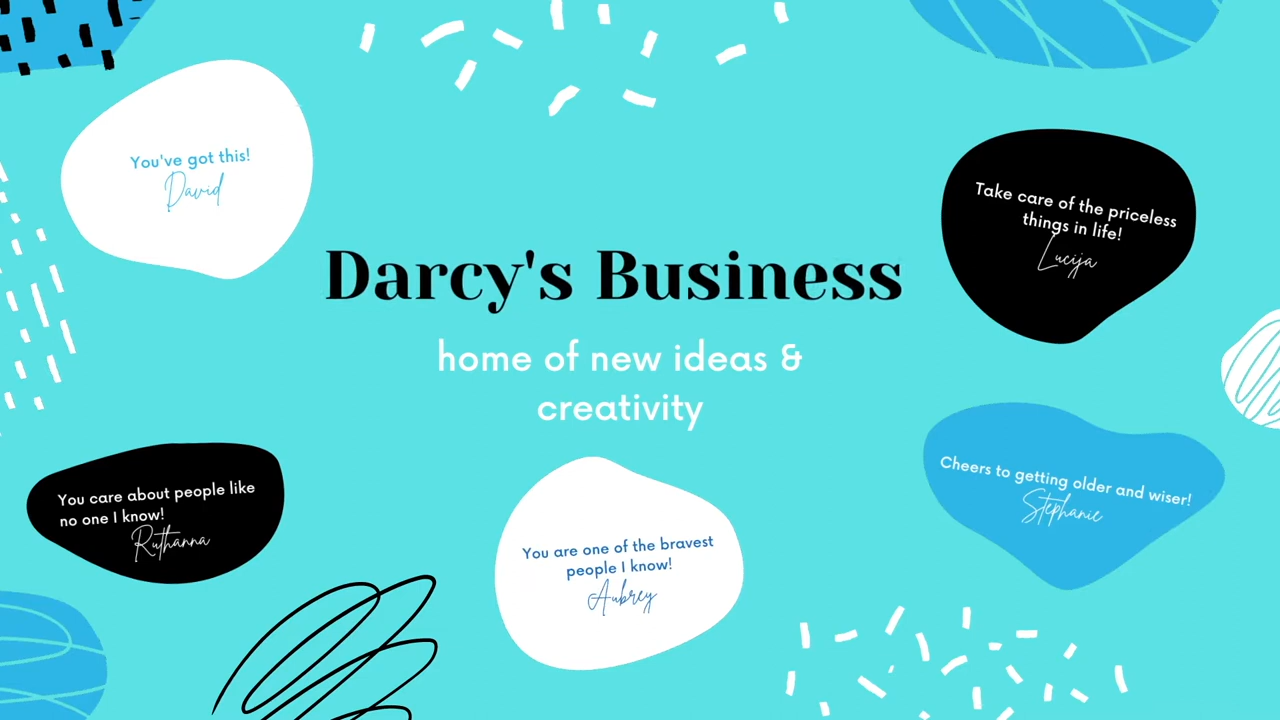 You've got this!
David
Take care of the priceless
things in life!
Lucija
Darcy's Business
home of new ideas &
creativity
You care about people like
no one I know!
Ruthanna
You are one of the bravest
people I know!
Aubrey
Cheers to getting older and wiser!
Stephanie